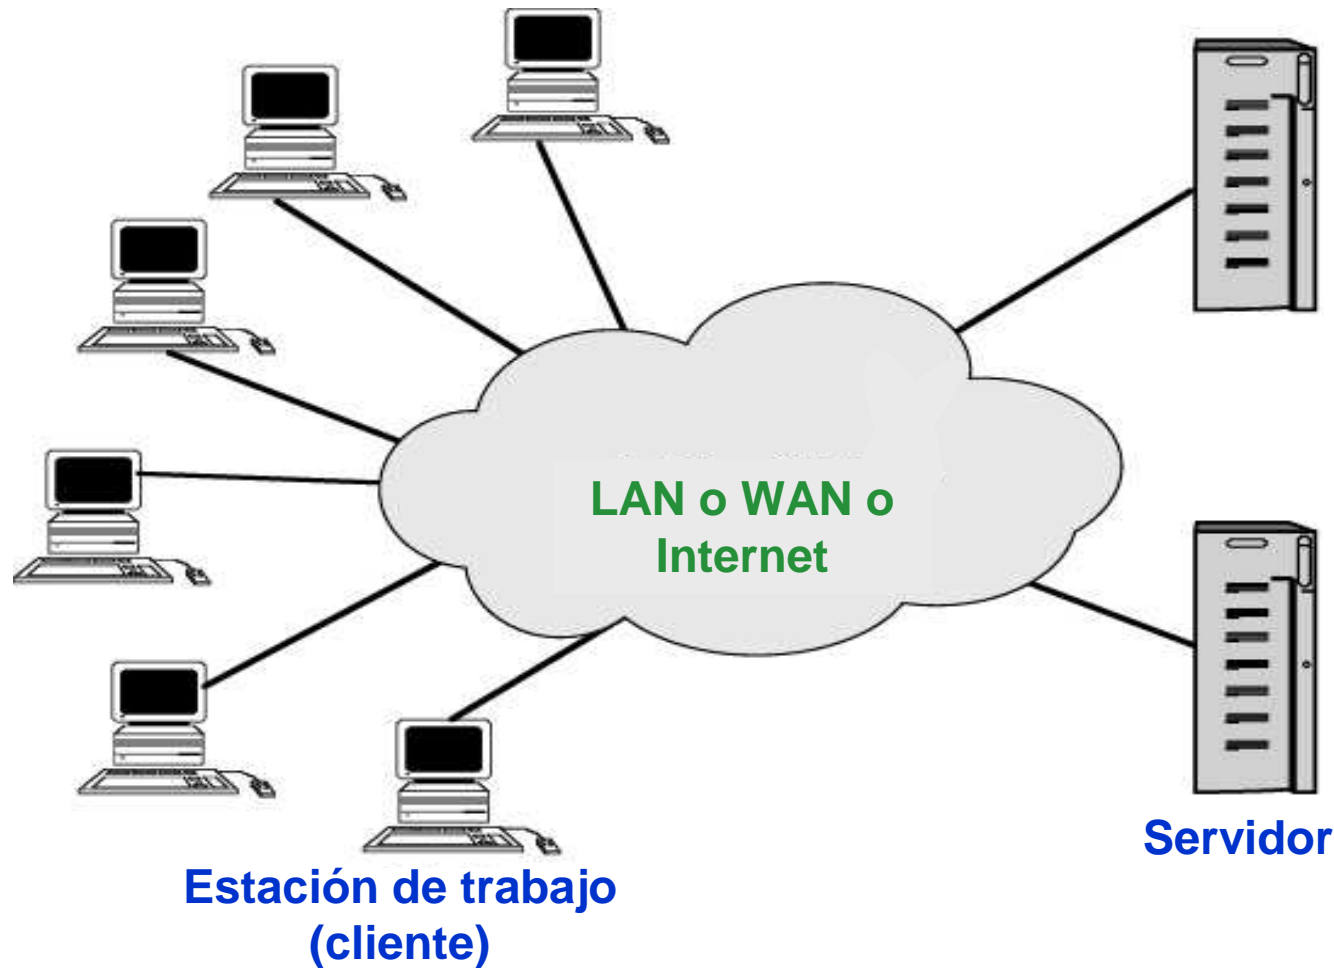 LAN o WAN o
Internet
Servidor
Estación de trabajo
(cliente)